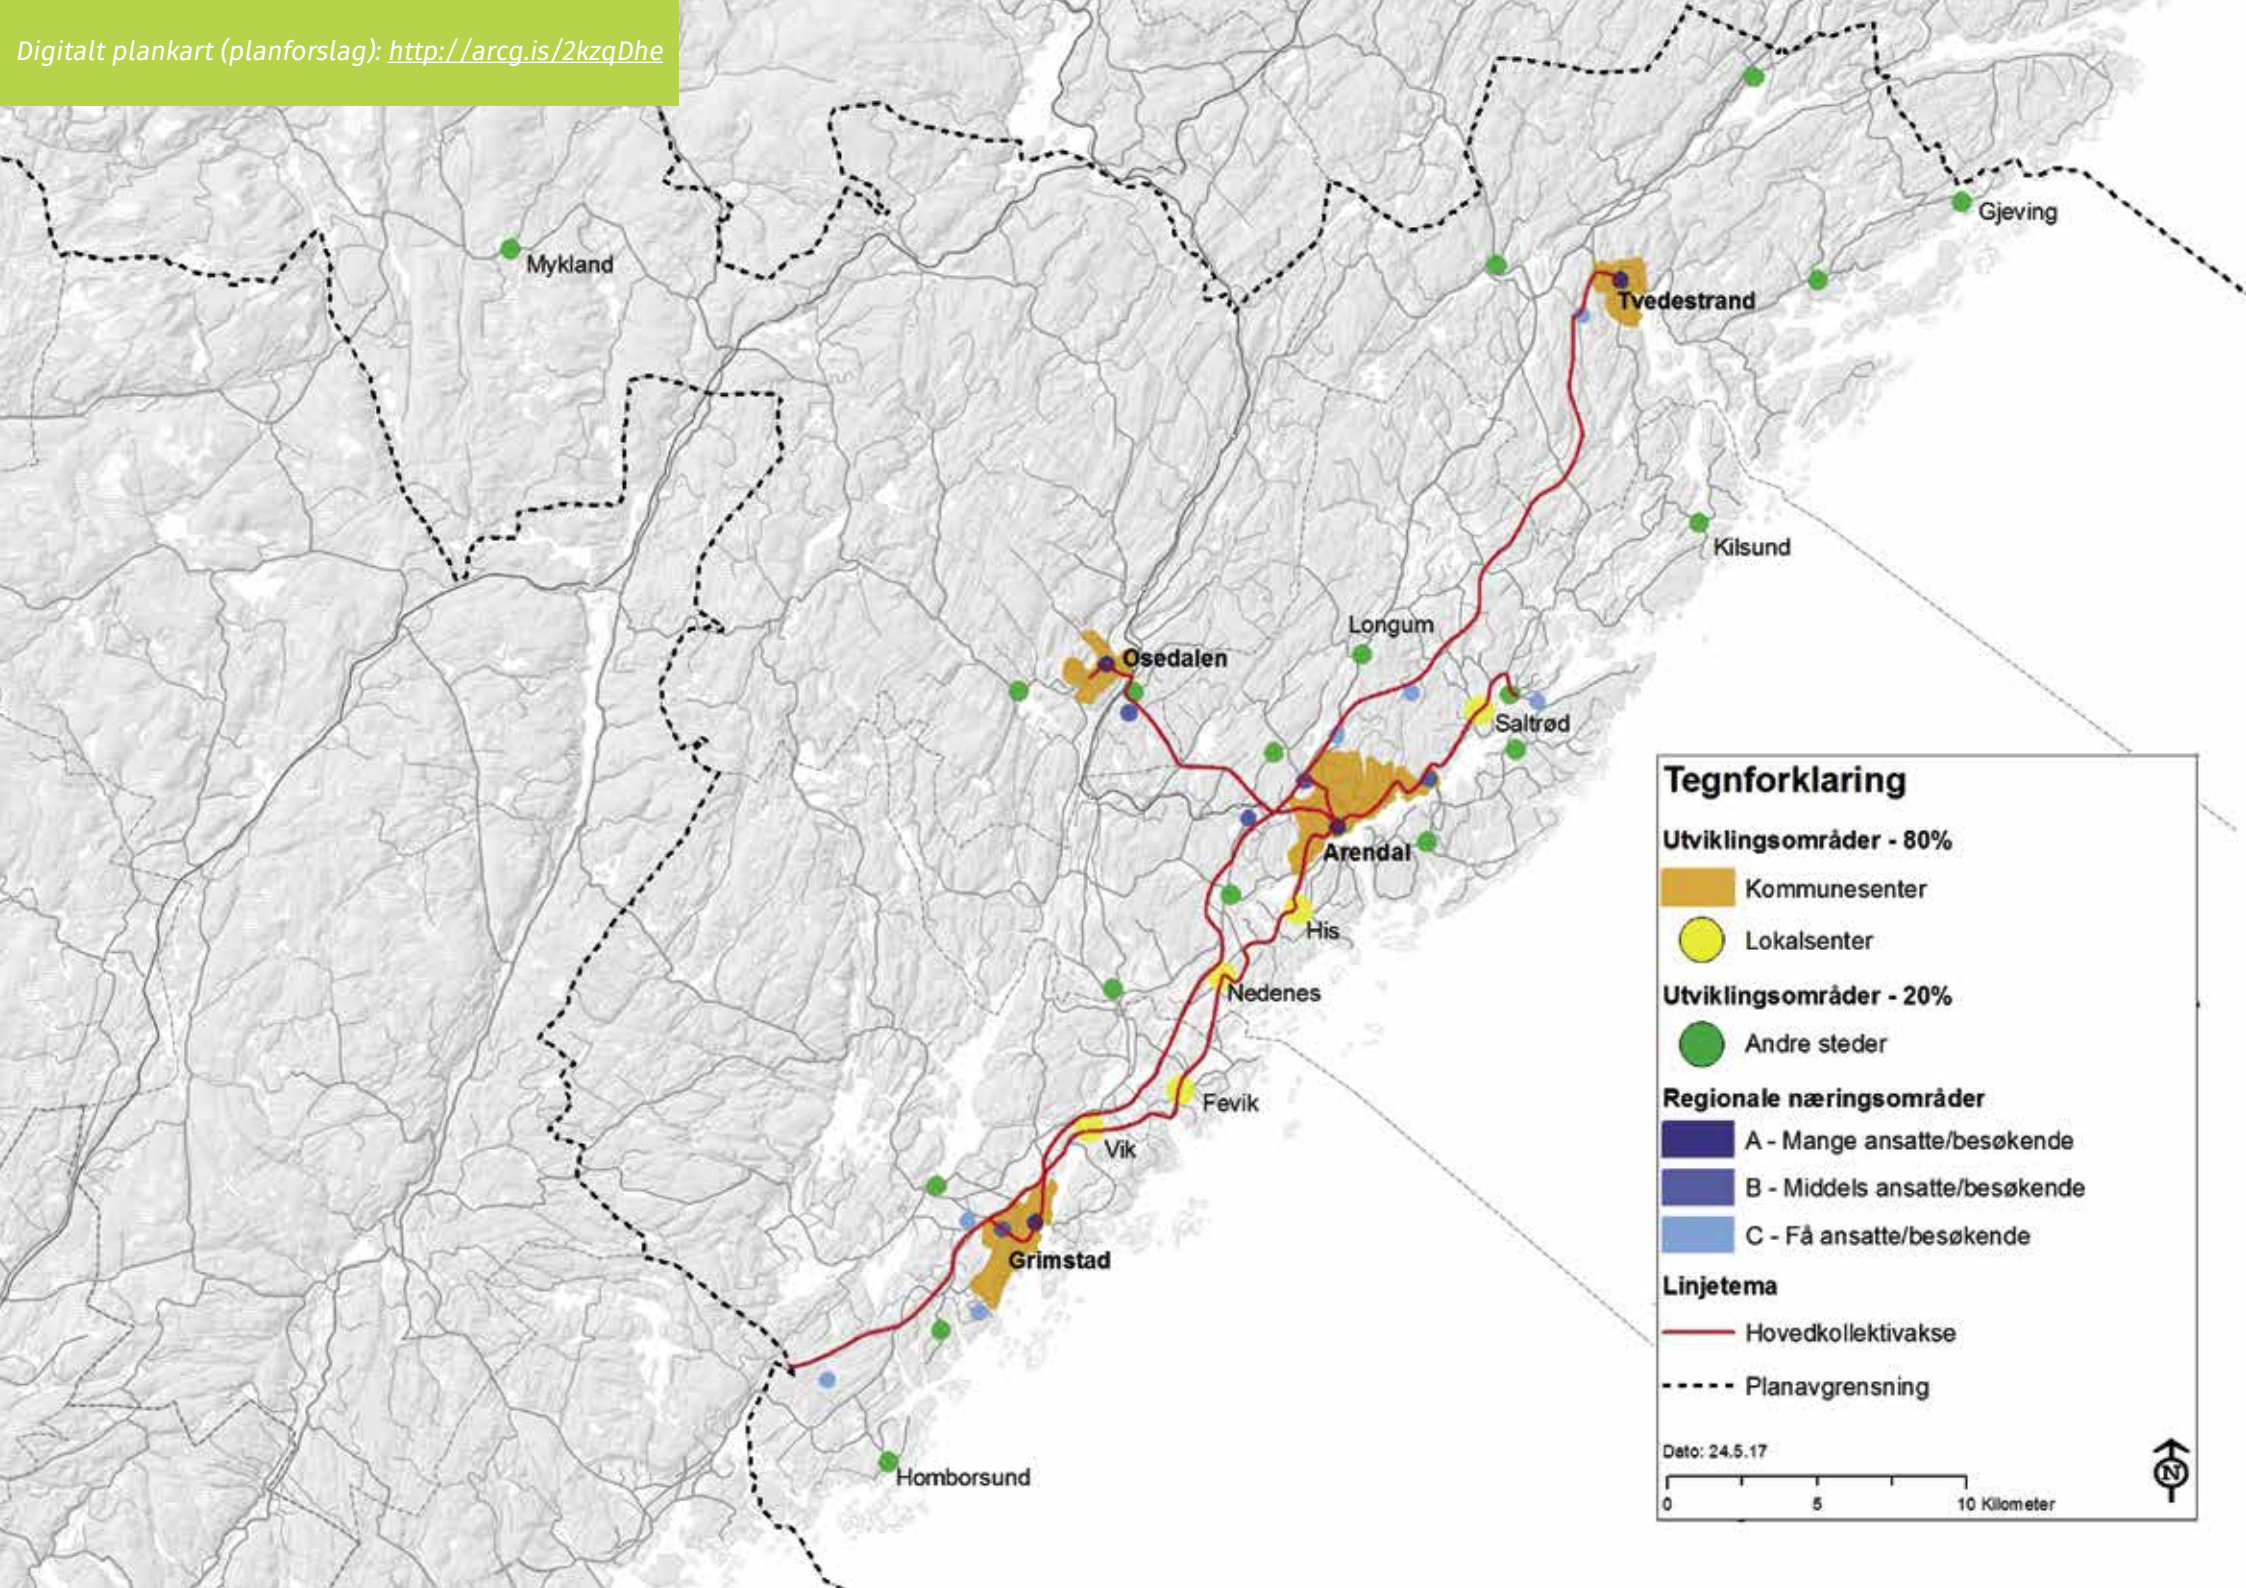 Digitalt plankart (planforslag): http://arcg.is/2kzqDhe
Gjeving
Mykland
Tvedestrand
Kilsund
Longum
Osedalen
Saltrød
Arendal
His
Nedenes
Fevik
Vik
Grimstad
Homborsund
Tegnforklaring
Utviklingsområder - 80%
Kommunesenter
Lokalsenter
Utviklingsområder - 20%
Andre steder
Regionale næringsområder
A - Mange ansatte/besøkende
B - Middels ansatte/besøkende
C - Få ansatte/besøkende
Linjetema
Hovedkollektivakse
Planavgrensning
Dato: 24.5.17
0 5 10 Kilometer
N